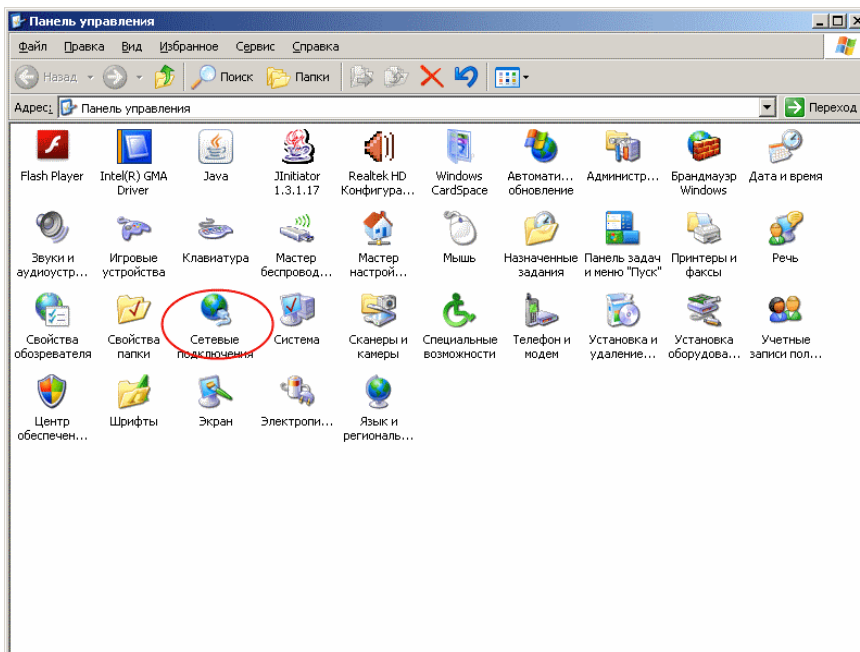 Панель управления
Файл Правка Вид Избранное Сервис Справка
Назад Поиск Папки
Адрес: Панель управления Переход
Flash Player Intel(R) GMA Java JInitiator Realtek HD Windows Автомати... Администр... Брандмауэр Дата и время
Driver 1.3.1.17 Конфигура... CardSpace обновление Windows
Звуки и Игровые Клавиатура Мастер Мастер Мышь Назначенные Панель задач Принтеры и Речь
аудиоустр... устройства беспровод... настрой... задания и меню "Пуск" факсы
Свойства Свойства Сетевые Система Сканеры и Специальные Телефон и Установка и Установка Учетные
обозревателя папки подключения камеры возможности модем удаление... оборудова... записи пол...
Центр Шрифты Экран Электропи... Язык и
обеспечен... региональ...